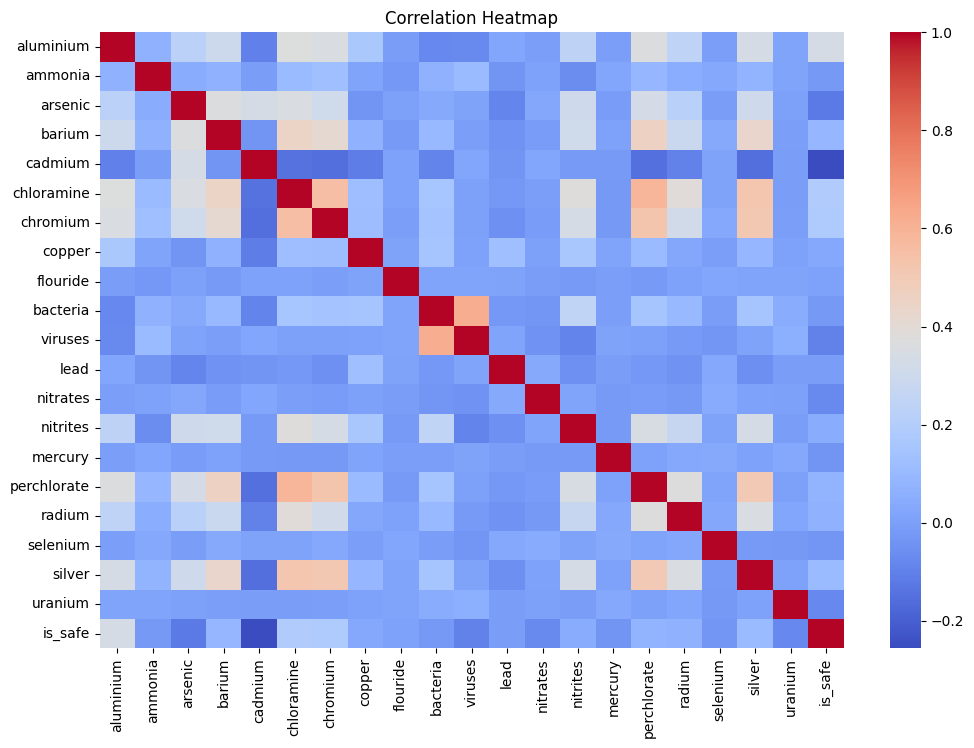 Correlation Heatmap
aluminium
ammonia
arsenic
barium
cadmium
chloramine
chromium
copper
flouride
bacteria
viruses
lead
nitrates
nitrites
mercury
perchlorate
radium
selenium
silver
uranium
is_safe
aluminium
ammonia
arsenic
barium
cadmium
chloramine
chromium
copper
flouride
bacteria
viruses
lead
nitrates
nitrites
mercury
perchlorate
radium
selenium
silver
uranium
is_safe
1.0
0.8
0.6
0.4
0.2
0.0
−0.2